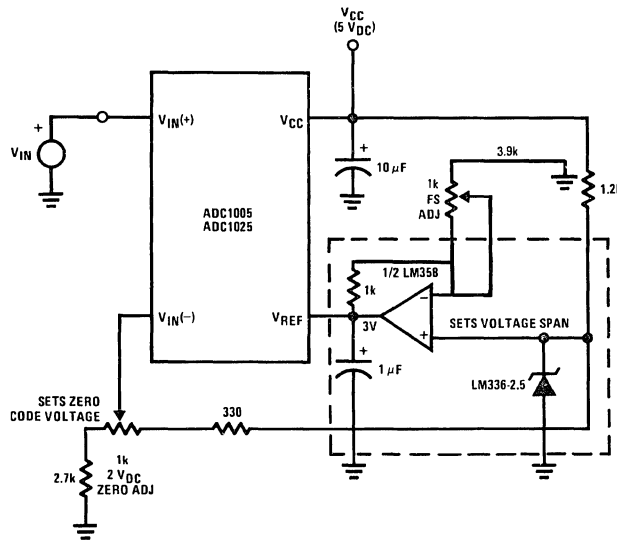 VCC
(5 VDC)
VIN(+)
VCC
+
VIN
+
10 µF
3.9k
1k
FS
ADJ
1.2k
ADC1005
ADC1025
1/2 LM358
1k
VIN(−)
VREF
3V
−
+
SETS VOLTAGE SPAN
+
1 µF
LM336-2.5
SETS ZERO
CODE VOLTAGE
330
1k
2 VDC
ZERO ADJ
2.7k